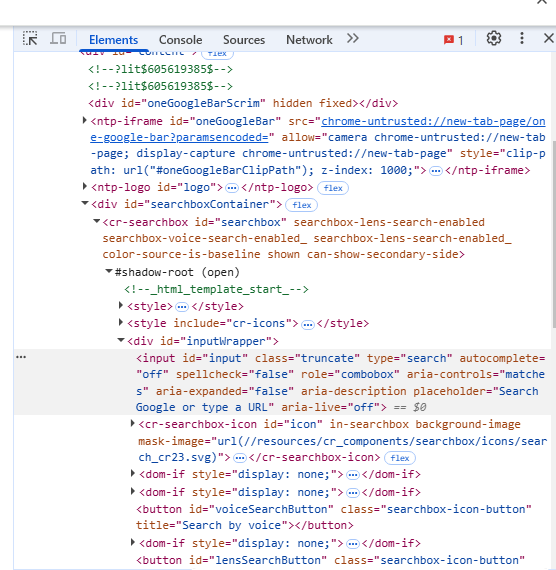 Elements Console Sources Network 1
<div id="content"> flex
<!--?lit$605619385$-->
<!--?lit$605619385$-->
<div id="oneGoogleBarScrim" hidden fixed></div>
<ntp-iframe id="oneGoogleBar" src="chrome-untrusted://new-tab-page/on
e-google-bar?paramsencoded=" allow="camera chrome-untrusted://new-tab
-page; display-capture chrome-untrusted://new-tab-page" style="clip-
path: url("#oneGoogleBarClipPath"); z-index: 1000;">…</ntp-iframe>
<ntp-logo id="logo">…</ntp-logo> flex
<div id="searchboxContainer"> flex
<cr-searchbox id="searchbox" searchbox-lens-search-enabled
searchbox-voice-search-enabled_ searchbox-lens-search-enabled_
color-source-is-baseline shown can-show-secondary-side>
#shadow-root (open)
<!--_html_template_start_-->
<style>…</style>
<style include="cr-icons">…</style>
<div id="inputWrapper">
<input id="input" class="truncate" type="search" autocomplete=
"off" spellcheck="false" role="combobox" aria-controls="matche
s" aria-expanded="false" aria-description placeholder="Search
Google or type a URL" aria-live="off"> == $0
<cr-searchbox-icon id="icon" in-searchbox background-image
mask-image="url(//resources/cr_components/searchbox/icons/sear
ch_cr23.svg)">…</cr-searchbox-icon> flex
<dom-if style="display: none;">…</dom-if>
<dom-if style="display: none;">…</dom-if>
<button id="voiceSearchButton" class="searchbox-icon-button"
title="Search by voice"></button>
<dom-if style="display: none;">…</dom-if>
<button id="lensSearchButton" class="searchbox-icon-button"